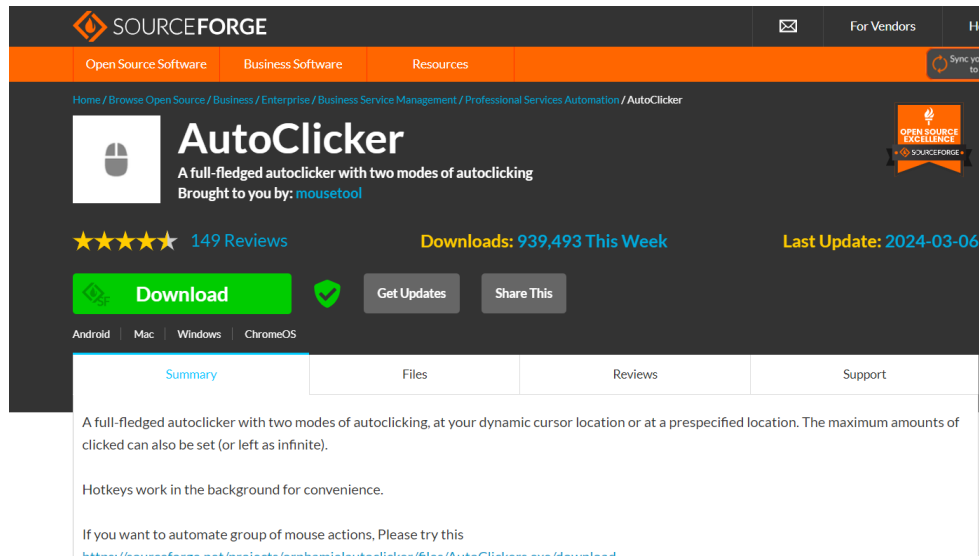 SOURCEFORGE
For Vendors
Open Source Software
Business Software
Resources
Home / Browse Open Source / Business / Enterprise / Business Service Management / Professional Services Automation / AutoClicker
AutoClicker
A full-fledged autoclicker with two modes of autoclicking
Brought to you by: mousetool
OPEN SOURCE
EXCELLENCE
SOURCEFORGE
149 Reviews
Downloads: 939,493 This Week
Last Update: 2024-03-06
SF
Download
Get Updates
Share This
Android
Mac
Windows
ChromeOS
Summary
Files
Reviews
Support
A full-fledged autoclicker with two modes of autoclicking, at your dynamic cursor location or at a prespecified location. The maximum amounts of
clicked can also be set (or left as infinite).
Hotkeys work in the background for convenience.
If you want to automate group of mouse actions, Please try this